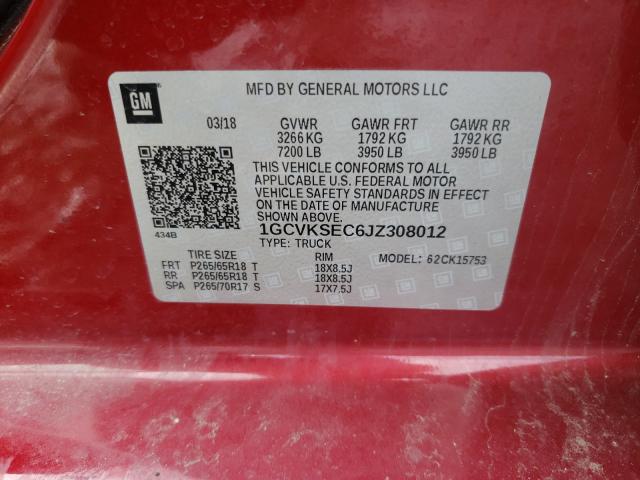 GM
MFD BY GENERAL MOTORS LLC
03/18 GVWR GAWR FRT GAWR RR
3266 KG 1792 KG 1792 KG
7200 LB 3950 LB 3950 LB
THIS VEHICLE CONFORMS TO ALL
APPLICABLE U.S. FEDERAL MOTOR
VEHICLE SAFETY STANDARDS IN EFFECT
ON THE DATE OF MANUFACTURE
SHOWN ABOVE.
434B
1GCVKSEC6JZ308012
TYPE: TRUCK
TIRE SIZE RIM MODEL: 62CK15753
FRT P265/65R18 T 18X8.5J
RR P265/65R18 T 18X8.5J
SPA P265/70R17 S 17X7.5J